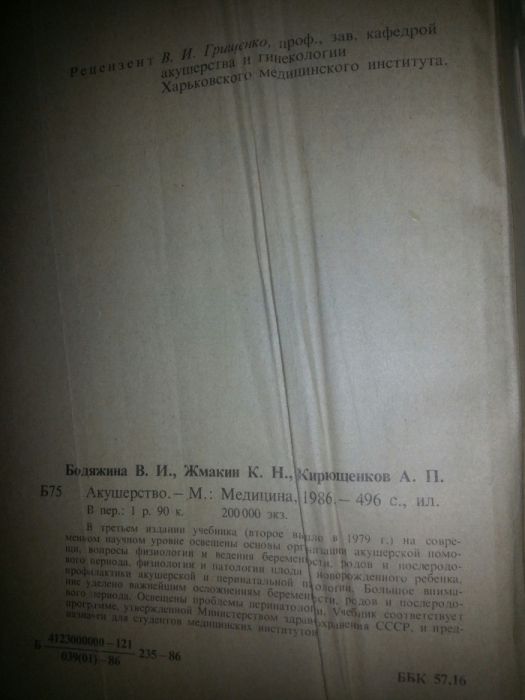 Рецензент В. И. Грищенко, проф., зав. кафедрой
акушерства и гинекологии
Харьковского медицинского института.
Бодяжина В. И., Жмакин К. Н., Кирющенков А. П.
Б75 Акушерство.— М.: Медицина, 1986.— 496 с., ил.
В пер.: 1 р. 90 к. 200 000 экз.
В третьем издании учебника (второе вышло в 1979 г.) на совре-
менном научном уровне освещены основы организации акушерской помо-
щи, вопросы физиологии и ведения беременности, родов и послеродо-
вого периода, физиология и патология плода новорожденного ребенка,
профилактики акушерской и перинатальной патологии. Большое внима-
ние уделено важнейшим осложнениям беременности, родов и послеродо-
вого периода. Освещены проблемы перинатологии. Учебник соответствует
программе, утвержденной Министерством здравоохранения СССР, и пред-
назначен для студентов медицинских институтов.
Б 4123000000—121
039(01)—86 235—86
ББК 57.16